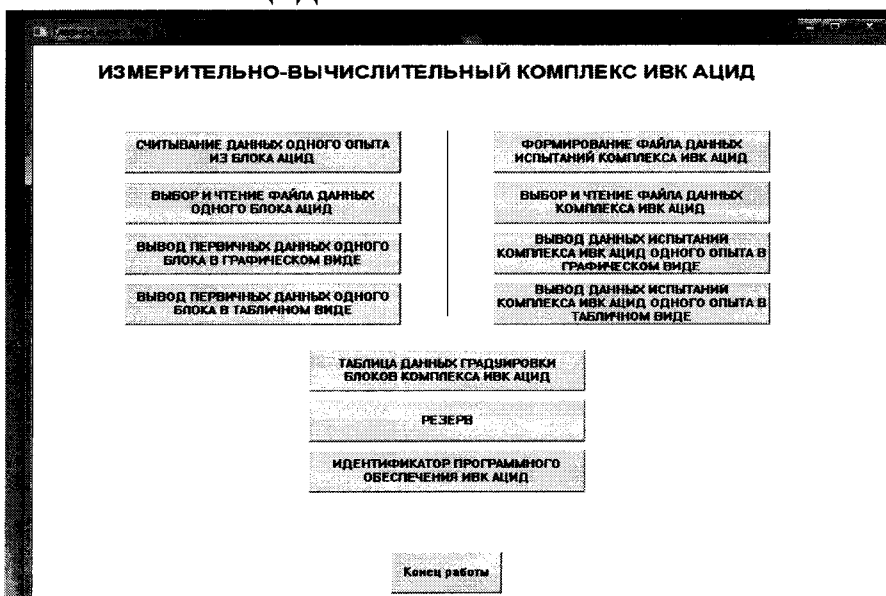 ИЗМЕРИТЕЛЬНО-ВЫЧИСЛИТЕЛЬНЫЙ КОМПЛЕКС ИВК АЦИД
СЧИТЫВАНИЕ ДАННЫХ ОДНОГО ОПЫТА
ИЗ БЛОКА АЦИД
ВЫБОР И ЧТЕНИЕ ФАЙЛА ДАННЫХ
ОДНОГО БЛОКА АЦИД
ВЫВОД ПЕРВИЧНЫХ ДАННЫХ ОДНОГО
БЛОКА В ГРАФИЧЕСКОМ ВИДЕ
ВЫВОД ПЕРВИЧНЫХ ДАННЫХ ОДНОГО
БЛОКА В ТАБЛИЧНОМ ВИДЕ
ФОРМИРОВАНИЕ ФАЙЛА ДАННЫХ
ИСПЫТАНИЙ КОМПЛЕКСА ИВК АЦИД
ВЫБОР И ЧТЕНИЕ ФАЙЛА ДАННЫХ
КОМПЛЕКСА ИВК АЦИД
ВЫВОД ДАННЫХ ИСПЫТАНИЙ
КОМПЛЕКСА ИВК АЦИД ОДНОГО ОПЫТА В
ГРАФИЧЕСКОМ ВИДЕ
ВЫВОД ДАННЫХ ИСПЫТАНИЙ
КОМПЛЕКСА ИВК АЦИД ОДНОГО ОПЫТА В
ТАБЛИЧНОМ ВИДЕ
ТАБЛИЦА ДАННЫХ ГРАДУИРОВКИ
БЛОКОВ КОМПЛЕКСА ИВК АЦИД
РЕЗЕРВ
ИДЕНТИФИКАТОР ПРОГРАММНОГО
ОБЕСПЕЧЕНИЯ ИВК АЦИД
Конец работы